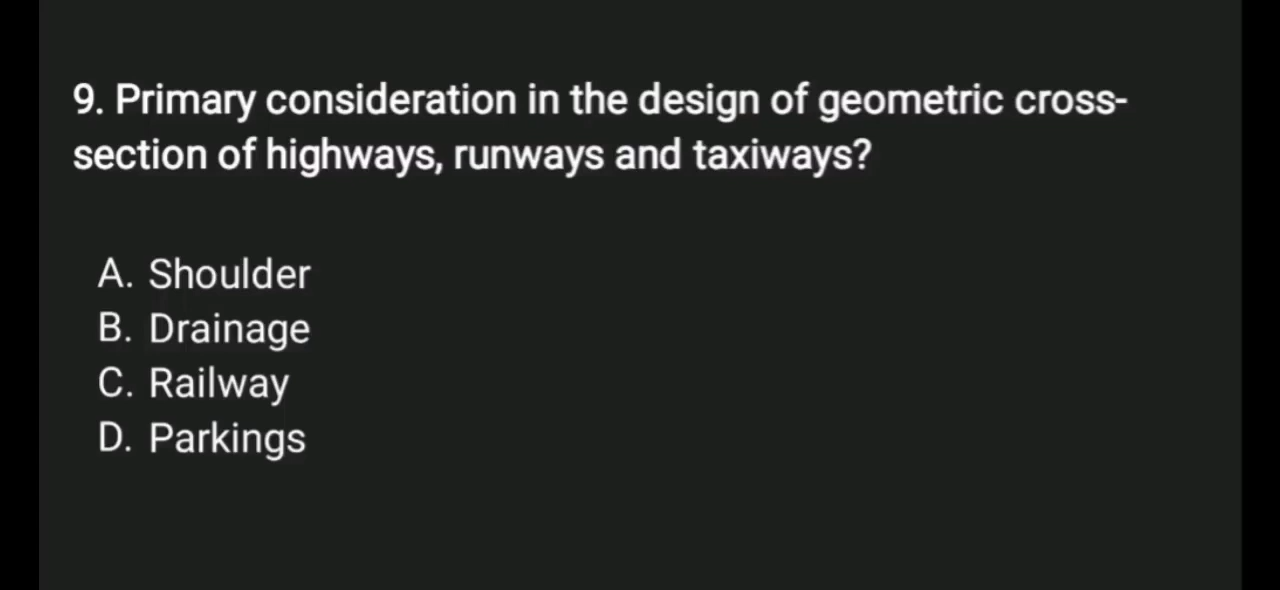 9. Primary consideration in the design of geometric cross-
section of highways, runways and taxiways?
A. Shoulder
B. Drainage
C. Railway
D. Parkings